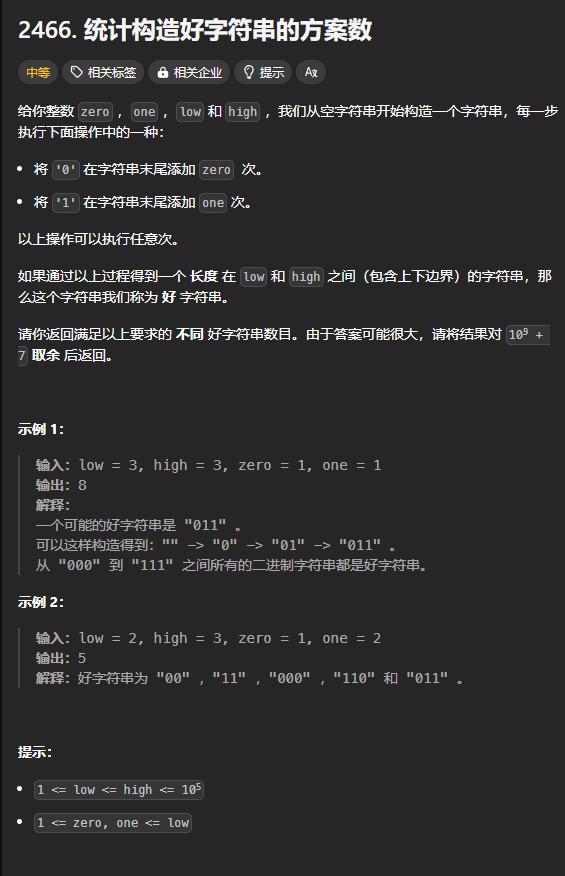 2466. 统计构造好字符串的方案数
中等 相关标签 相关企业 提示 Ax
给你整数 zero ，one ，low 和 high ，我们从空字符串开始构造一个字符串，每一步
执行下面操作中的一种：
• 将 '0' 在字符串末尾添加 zero 次。
• 将 '1' 在字符串末尾添加 one 次。
以上操作可以执行任意次。
如果通过以上过程得到一个 长度 在 low 和 high 之间（包含上下边界）的字符串，那
么这个字符串我们称为 好 字符串。
请你返回满足以上要求的 不同 好字符串数目。由于答案可能很大，请将结果对 10⁹ +
7 取余 后返回。
示例 1：
输入：low = 3, high = 3, zero = 1, one = 1
输出：8
解释：
一个可能的好字符串是 "011" 。
可以这样构造得到："" -> "0" -> "01" -> "011" 。
从 "000" 到 "111" 之间所有的二进制字符串都是好字符串。
示例 2：
输入：low = 2, high = 3, zero = 1, one = 2
输出：5
解释：好字符串为 "00" ，"11" ，"000" ，"110" 和 "011" 。
提示：
• 1 <= low <= high <= 10⁵
• 1 <= zero, one <= low